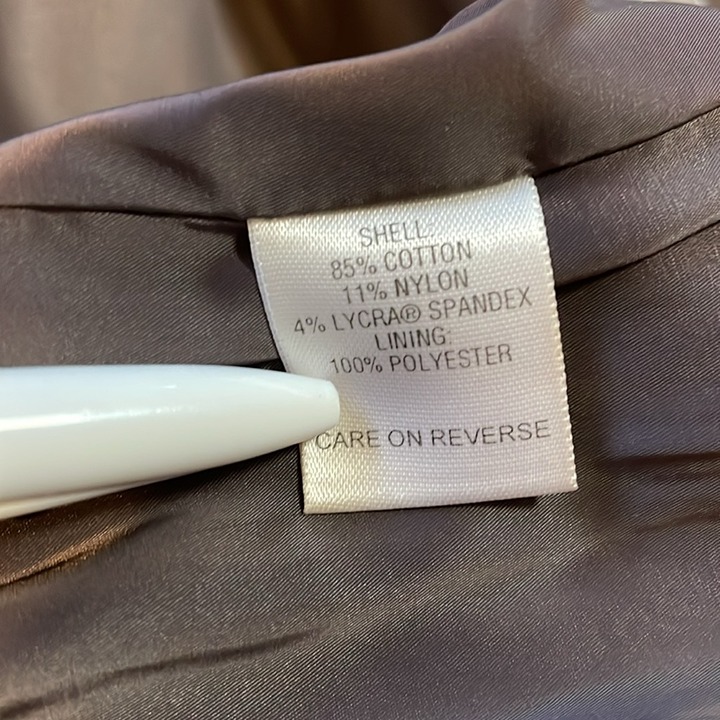 SHELL:
85% COTTON
11% NYLON
4% LYCRA® SPANDEX
LINING:
100% POLYESTER
CARE ON REVERSE